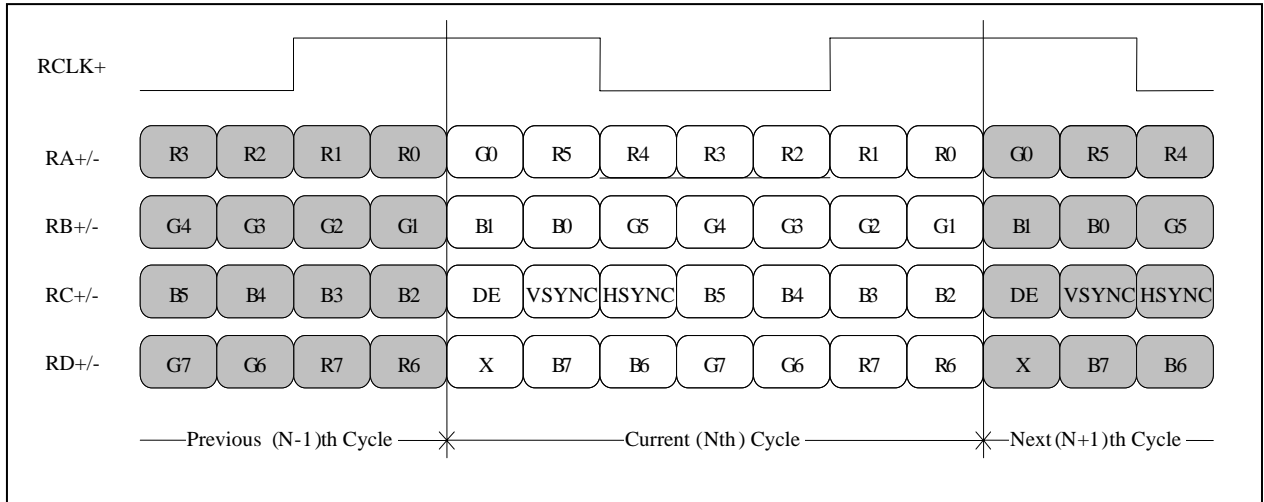 RCLK+
RA+/- R3 R2 R1 R0 G0 R5 R4 R3 R2 R1 R0 G0 R5 R4
RB+/- G4 G3 G2 G1 B1 B0 G5 G4 G3 G2 G1 B1 B0 G5
RC+/- B5 B4 B3 B2 DE VSYNC HSYNC B5 B4 B3 B2 DE VSYNC HSYNC
RD+/- G7 G6 R7 R6 X B7 B6 G7 G6 R7 R6 X B7 B6
Previous (N-1)th Cycle Current (Nth) Cycle Next (N+1)th Cycle